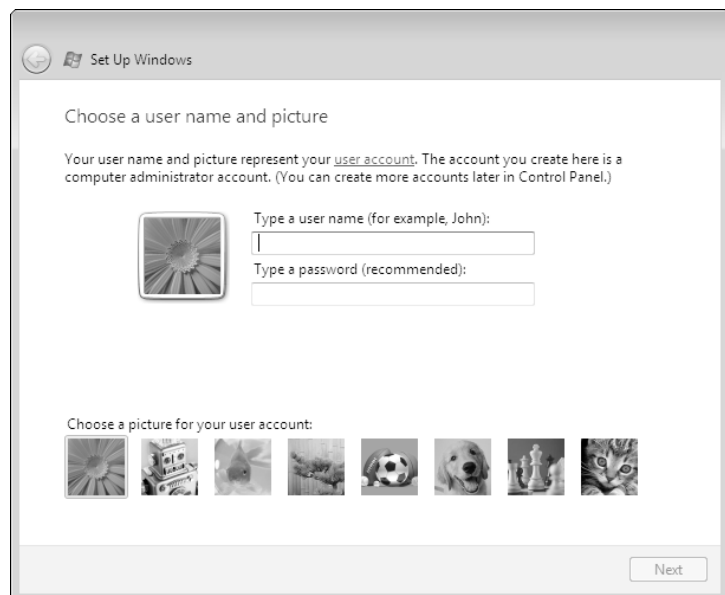 Set Up Windows
Choose a user name and picture
Your user name and picture represent your user account. The account you create here is a
computer administrator account. (You can create more accounts later in Control Panel.)
Type a user name (for example, John):
Type a password (recommended):
Choose a picture for your user account:
Next